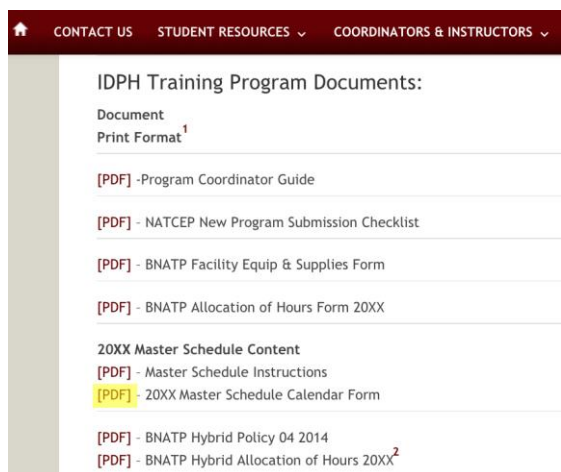 CONTACT US STUDENT RESOURCES COORDINATORS & INSTRUCTORS
IDPH Training Program Documents:
Document
Print Format1
[PDF] -Program Coordinator Guide
[PDF] - NATCEP New Program Submission Checklist
[PDF] - BNATP Facility Equip & Supplies Form
[PDF] - BNATP Allocation of Hours Form 20XX
20XX Master Schedule Content
[PDF] - Master Schedule Instructions
[PDF] - 20XX Master Schedule Calendar Form
[PDF] - BNATP Hybrid Policy 04 2014
[PDF] - BNATP Hybrid Allocation of Hours 20XX2